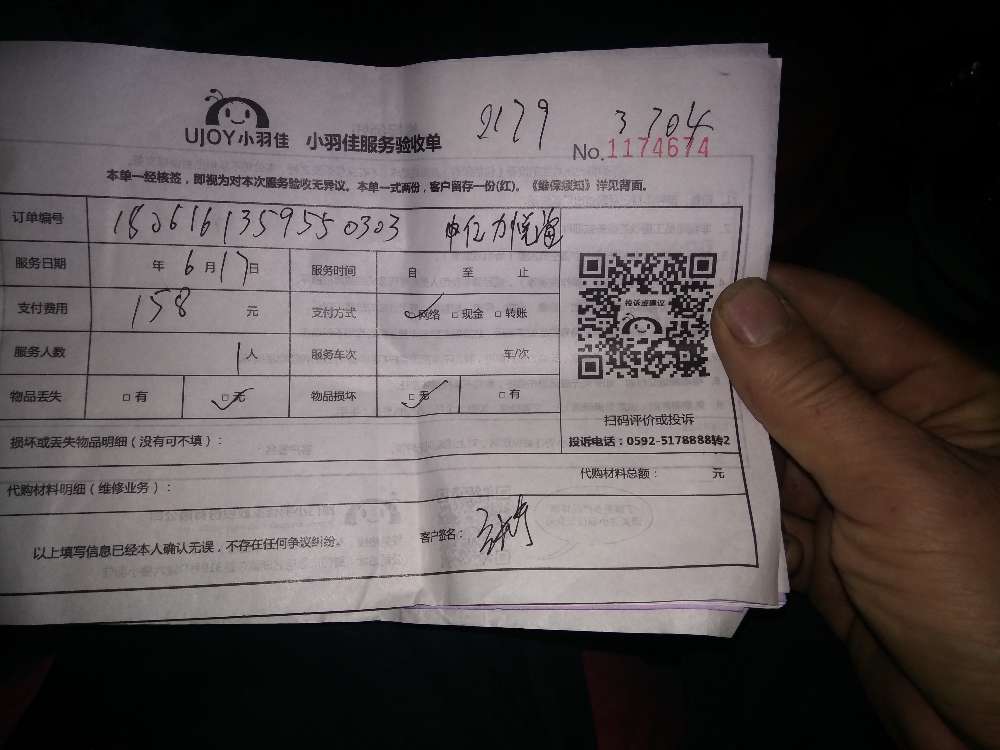 2179 3704
UJOY小羽佳 小羽佳服务验收单 No.1174674
本单一经核签，即视为对本次服务验收无异议。本单一式两份，客户留存一份(红)。《维保须知》详见背面。
订单编号 1806161359550303
服务日期 年 6月17日 服务时间 自 至 止
支付费用 158 元 支付方式 网络 □现金 □转账
投诉或建议
服务人数 1人 服务车次 车/次
物品丢失 □有 □无 物品损坏 □无 □有
扫码评价或投诉
损坏或丢失物品明细（没有可不填）： 投诉电话：0592-5178888转2
代购材料明细（维修业务）： 代购材料总额： 元
以上填写信息已经本人确认无误，不存在任何争议纠纷。 客户签名：